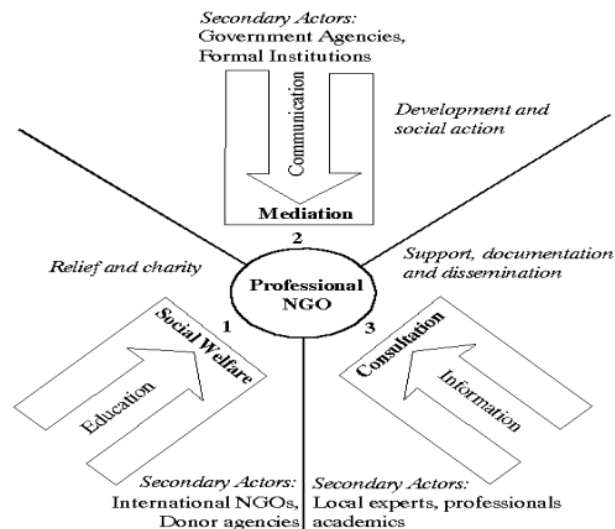 Secondary Actors:
Government Agencies,
Formal Institutions
Communication
Development and
social action
Mediation
2
Relief and charity
Support, documentation
and dissemination
Professional
NGO
1
3
Social Welfare
Education
Consultation
Information
Secondary Actors:
International NGOs,
Donor agencies
Secondary Actors:
Local experts, professionals
academics